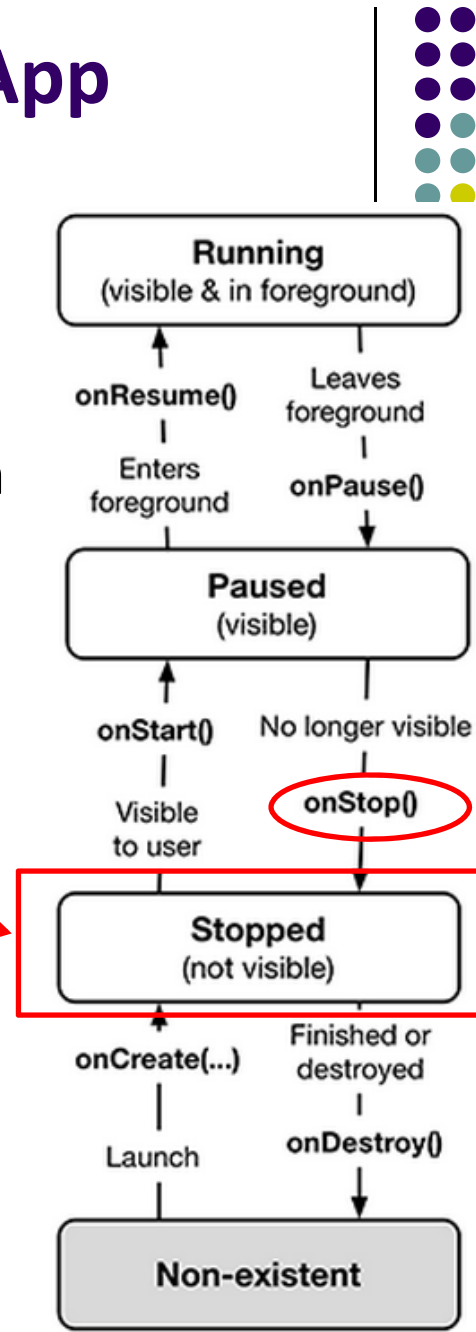 App
Running
(visible & in foreground)
onResume()
Enters
foreground
Leaves
foreground
onPause()
Paused
(visible)
onStart()
Visible
to user
No longer visible
onStop()
Stopped
(not visible)
onCreate(...)
Launch
Finished or
destroyed
onDestroy()
Non-existent